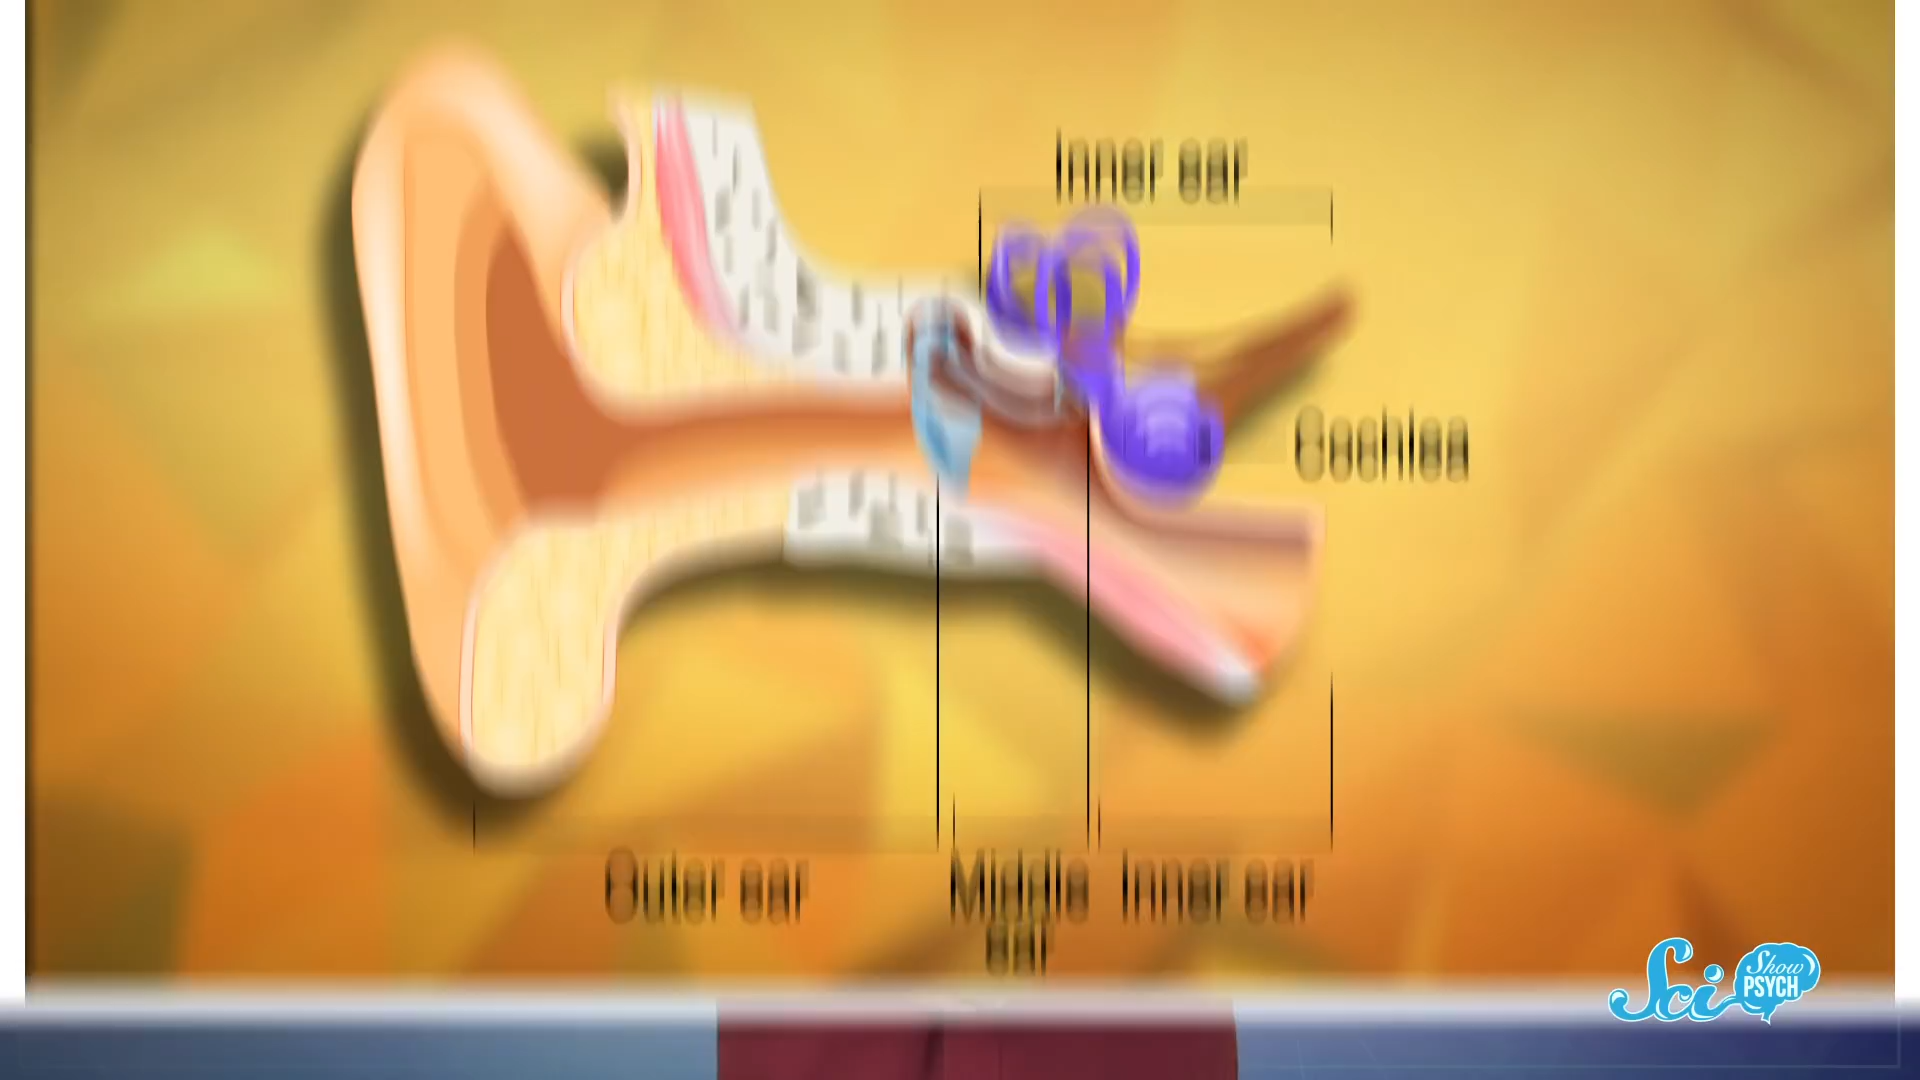 Inner ear
Cochlea
Outer ear
Middle
ear
Inner ear
Sci Show
PSYCH